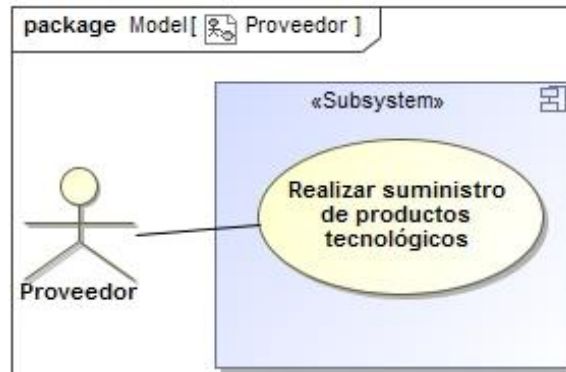 package Model[ Proveedor ]
«Subsystem»
Realizar suministro
de productos
tecnológicos
Proveedor